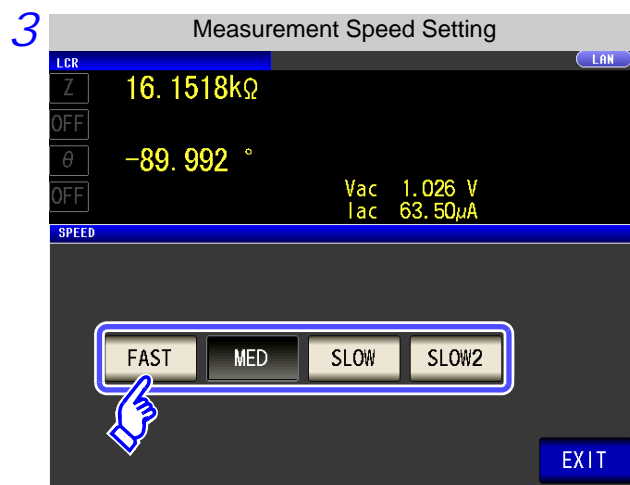 3 Measurement Speed Setting
LCR LAN
Z 16.1518kΩ
OFF
θ -89.992 °
OFF Vac 1.026 V
Iac 63.50μA
SPEED
FAST MED SLOW SLOW2
EXIT